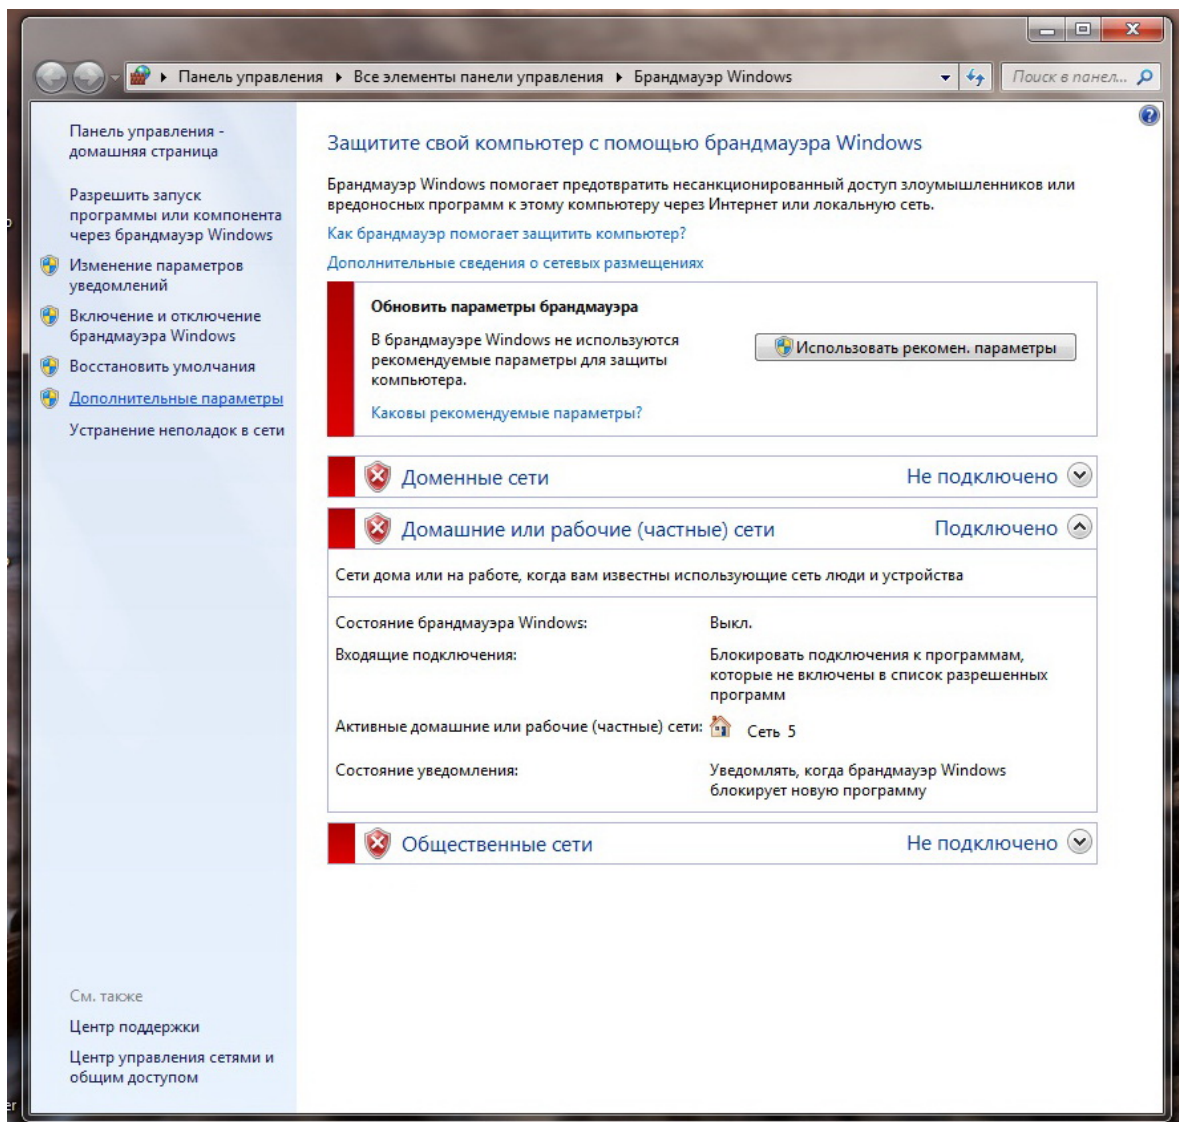 Панель управления
Все элементы панели управления
Брандмауэр Windows
Поиск в панел...
Панель управления -
домашняя страница
Разрешить запуск
программы или компонента
через брандмауэр Windows
Изменение параметров
уведомлений
Включение и отключение
брандмауэра Windows
Восстановить умолчания
Дополнительные параметры
Устранение неполадок в сети
См. также
Центр поддержки
Центр управления сетями и
общим доступом
Защитите свой компьютер с помощью брандмауэра Windows
Брандмауэр Windows помогает предотвратить несанкционированный доступ злоумышленников или
вредоносных программ к этому компьютеру через Интернет или локальную сеть.
Как брандмауэр помогает защитить компьютер?
Дополнительные сведения о сетевых размещениях
Обновить параметры брандмауэра
В брандмауэре Windows не используются
рекомендуемые параметры для защиты
компьютера.
Использовать рекомен. параметры
Каковы рекомендуемые параметры?
Доменные сети Не подключено
Домашние или рабочие (частные) сети Подключено
Сети дома или на работе, когда вам известны использующие сеть люди и устройства
Состояние брандмауэра Windows: Выкл.
Входящие подключения: Блокировать подключения к программам,
которые не включены в список разрешенных
программ
Активные домашние или рабочие (частные) сети: Сеть 5
Состояние уведомления: Уведомлять, когда брандмауэр Windows
блокирует новую программу
Общественные сети Не подключено